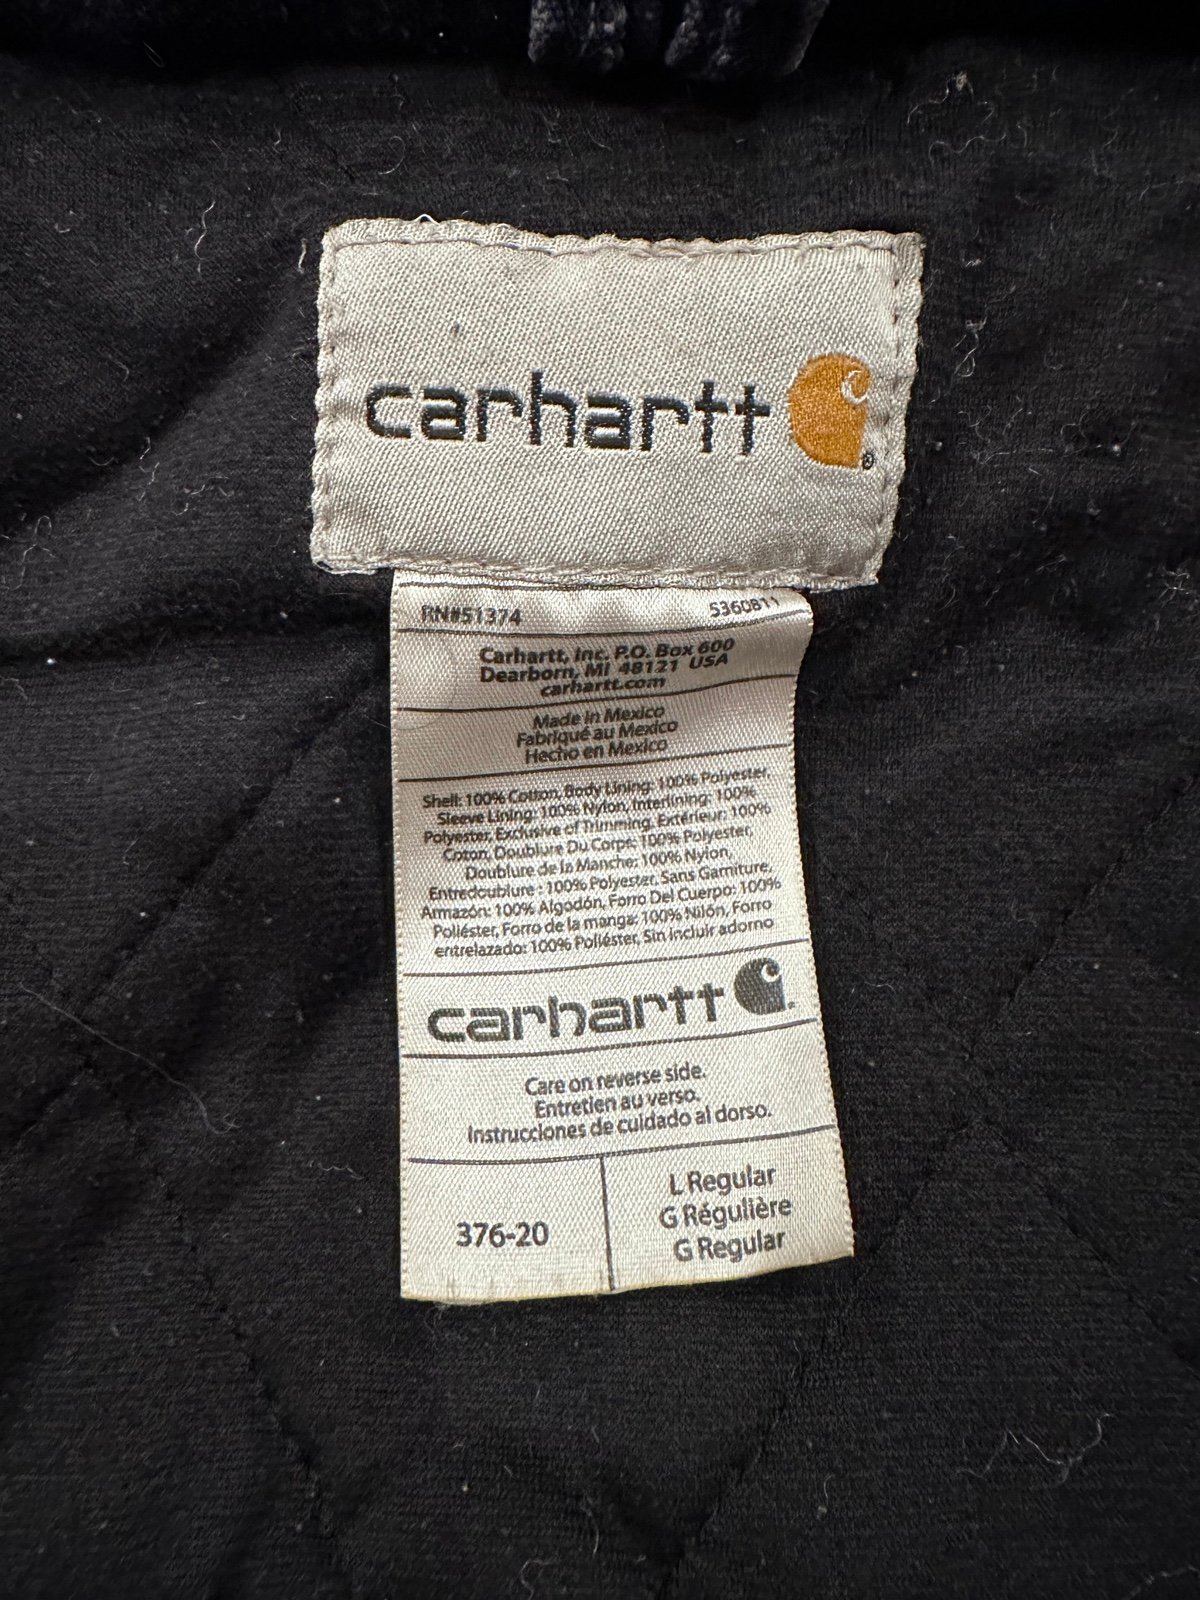 carhartt
®
RN#51374 5360811
Carhartt, Inc. P.O. Box 600
Dearborn, MI 48121 USA
carhartt.com
Made in Mexico
Fabriqué au Mexico
Hecho en Mexico
Shell: 100% Cotton, Body Lining: 100% Polyester,
Sleeve Lining: 100% Nylon, Interlining: 100%
Polyester, Exclusive of Trimming. Extérieur: 100%
Coton, Doublure Du Corps: 100% Polyester,
Doublure de la Manche: 100% Nylon,
Entredoublure : 100% Polyester, Sans Garniture.
Armazón: 100% Algodón, Forro Del Cuerpo: 100%
Poliéster, Forro de la manga: 100% Nilón, Forro
entrelazado: 100% Poliéster, Sin incluir adorno
carhartt
Care on reverse side.
Entretien au verso.
Instrucciones de cuidado al dorso.
376-20
L Regular
G Régulière
G Regular